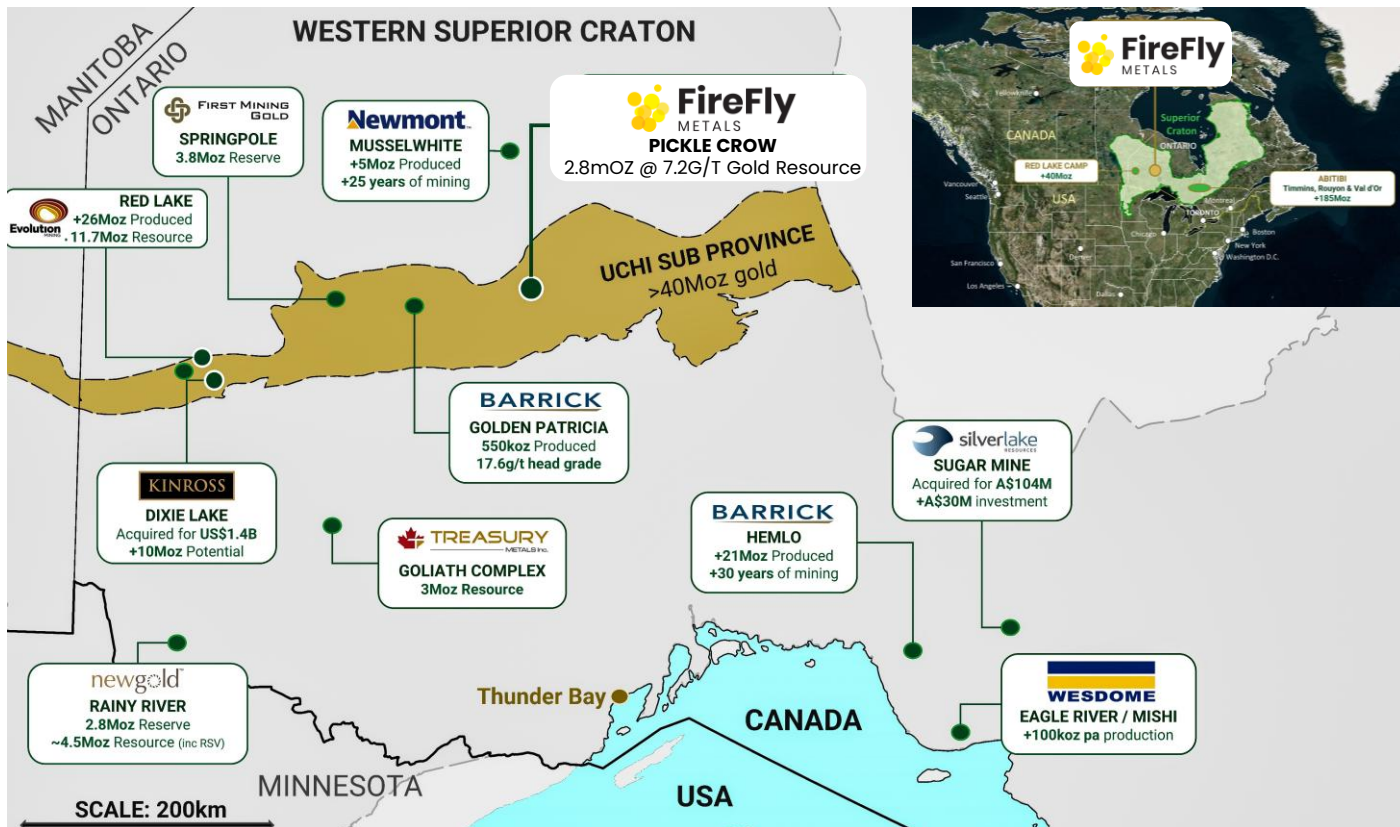 WESTERN SUPERIOR CRATON
MANITOBA
ONTARIO
FIRST MINING
GOLD
SPRINGPOLE
3.8Moz Reserve
Newmont™
MUSSELWHITE
+5Moz Produced
+25 years of mining
FireFly
METALS
PICKLE CROW
2.8mOZ @ 7.2G/T Gold Resource
Evolution
MINING
RED LAKE
+26Moz Produced
11.7Moz Resource
UCHI SUB PROVINCE
>40Moz gold
BARRICK
GOLDEN PATRICIA
550koz Produced
17.6g/t head grade
KINROSS
DIXIE LAKE
Acquired for US$1.4B
+10Moz Potential
TREASURY
METALS Inc.
GOLIATH COMPLEX
3Moz Resource
BARRICK
HEMLO
+21Moz Produced
+30 years of mining
silverlake
RESOURCES
SUGAR MINE
Acquired for A$104M
+A$30M investment
newgold™
RAINY RIVER
2.8Moz Reserve
~4.5Moz Resource (inc RSV)
Thunder Bay
CANADA
USA
WESDOME
EAGLE RIVER / MISHI
+100koz pa production
MINNESOTA
SCALE: 200km
FireFly
METALS
Yellowknife
CANADA
Superior
Craton
ONTARIO
RED LAKE CAMP
+40Moz
ABITIBI
Timmins, Rouyon & Val d'Or
+185Moz
Vancouver
Seattle
USA
Montreal
TORONTO
Chicago
Boston
New York
Washington D.C.
San Francisco
Denver
Los Angeles
Dallas